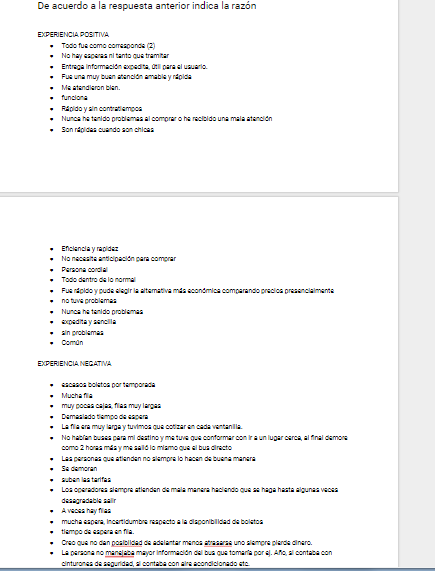 De acuerdo a la respuesta anterior indica la razón
EXPERIENCIA POSITIVA
Todo fue como corresponde (2)
No hay esperas ni tanto que tramitar
Entrega información expedita, útil para el usuario.
Fue una muy buen atención amable y rápida
Me atendieron bien.
funciona
Rápido y sin contratiempos
Nunca he tenido problemas al comprar o he recibido una mala atención
Son rápidas cuando son chicas
Eficiencia y rapidez
No necesita anticipación para comprar
Persona cordial
Todo dentro de lo normal
Fue rápido y pude elegir la alternativa más económica comparando precios presencialmente
no tuve problemas
Nunca he tenido problemas
expedita y sencilla
sin problemas
Común
EXPERIENCIA NEGATIVA
escasos boletos por temporada
Mucha fila
muy pocas cajas, filas muy largas
Demasiado tiempo de espera
La fila era muy larga y tuvimos que cotizar en cada ventanilla.
No habían buses para mi destino y me tuve que conformar con ir a un lugar cerca, al final demore
como 2 horas más y me salió lo mismo que el bus directo
Las personas que atienden no siempre lo hacen de buena manera
Se demoran
suben las tarifas
Los operadores siempre atienden de mala manera haciendo que se haga hasta algunas veces
desagradable salir
A veces hay filas
mucha espera, incertidumbre respecto a la disponibilidad de boletos
tiempo de espera en fila.
Creo que no dan posiblidad de adelantar menos atrasarse uno siempre pierde dinero.
La persona no manejaba mayor información del bus que tomaría por ej. Año, si contaba con
cinturones de seguridad, si contaba con aire acondicionado etc.